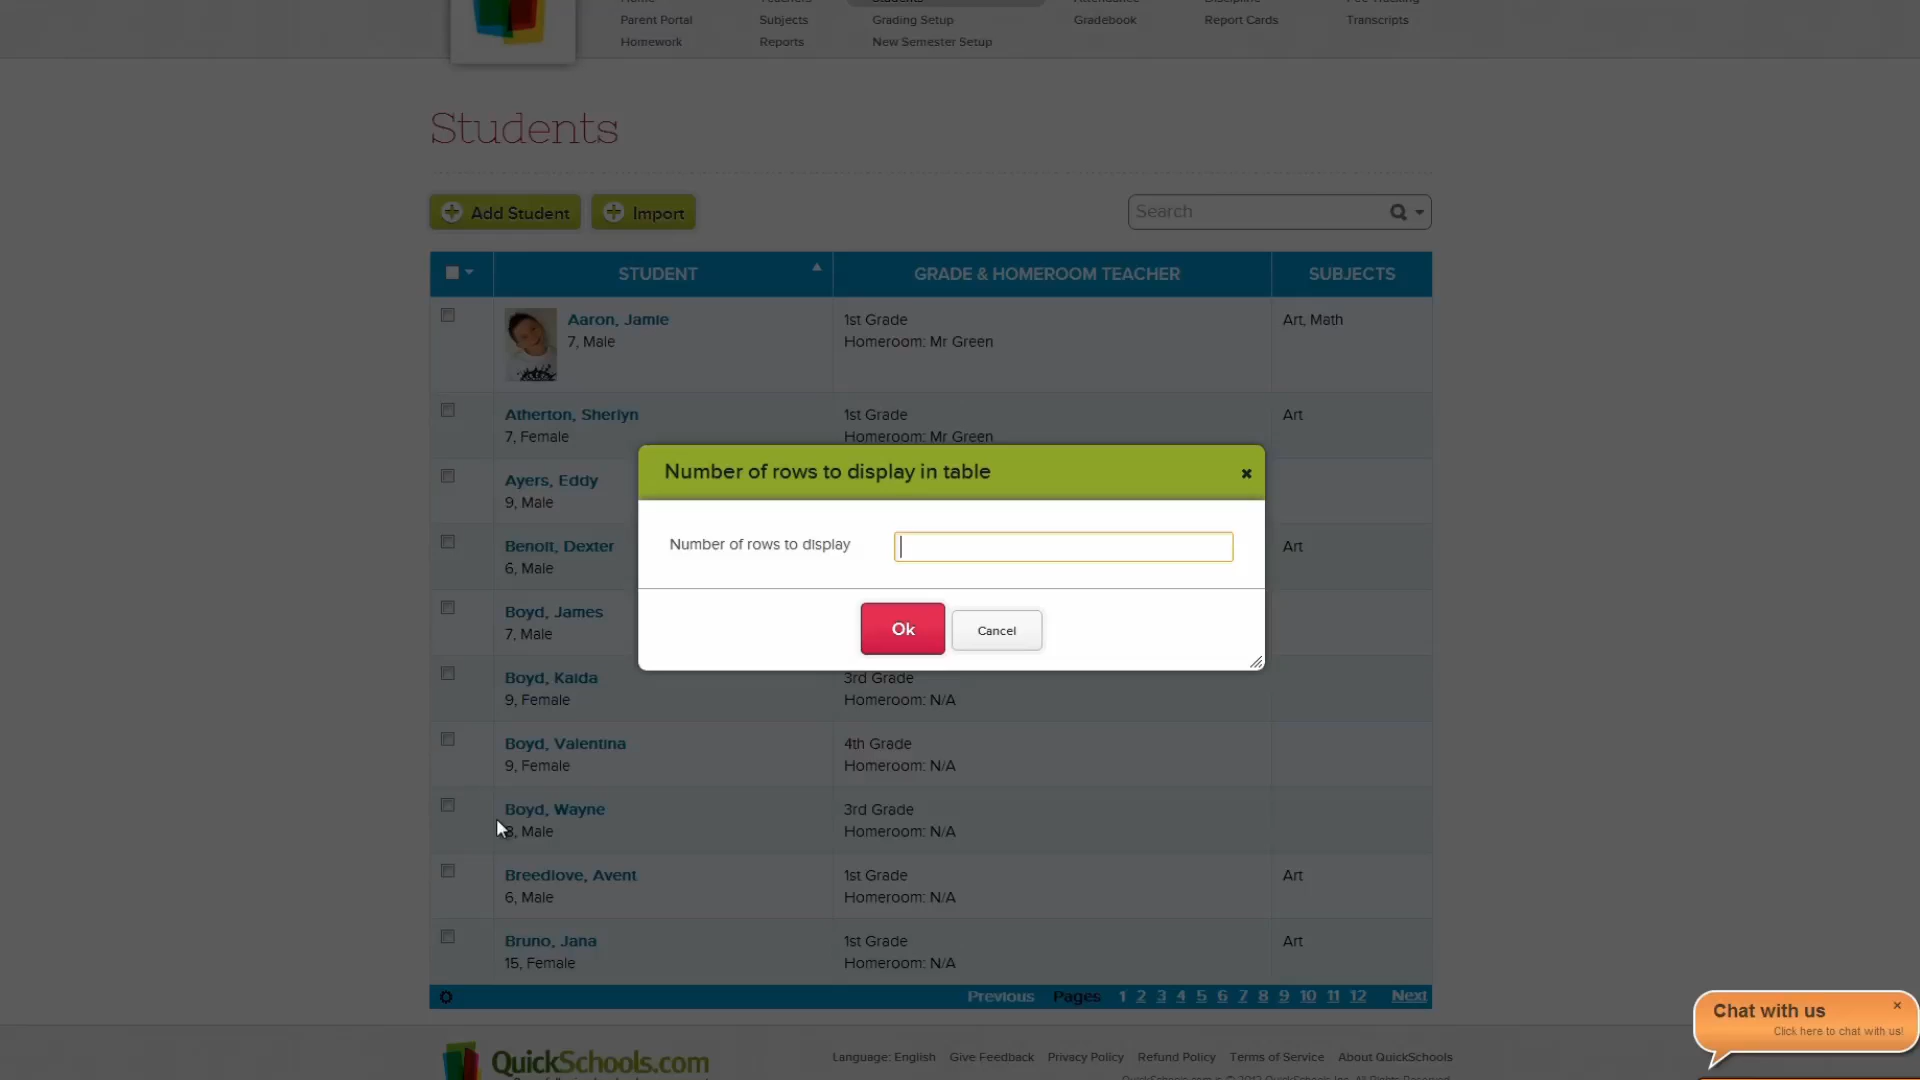 Parent Portal Subjects Grading Setup Gradebook Report Cards Transcripts
Homework Reports New Semester Setup
Students
Add Student Import Search
STUDENT GRADE & HOMEROOM TEACHER SUBJECTS
Aaron, Jamie 1st Grade Art, Math
7, Male Homeroom: Mr Green
Atherton, Sherlyn 1st Grade Art
7, Female Homeroom: Mr Green
Number of rows to display in table
Ayers, Eddy
9, Male
Number of rows to display
Benoit, Dexter Art
6, Male
Boyd, James
7, Male
Ok Cancel
Boyd, Kaida 3rd Grade
9, Female Homeroom: N/A
Boyd, Valentina 4th Grade
9, Female Homeroom: N/A
Boyd, Wayne 3rd Grade
8, Male Homeroom: N/A
Breedlove, Avent 1st Grade Art
6, Male Homeroom: N/A
Bruno, Jana 1st Grade Art
15, Female Homeroom: N/A
Previous Pages 1 2 3 4 5 6 7 8 9 10 11 12 Next
Chat with us
Click here to chat with us!
QuickSchools.com Language: English Give Feedback Privacy Policy Refund Policy Terms of Service About QuickSchools